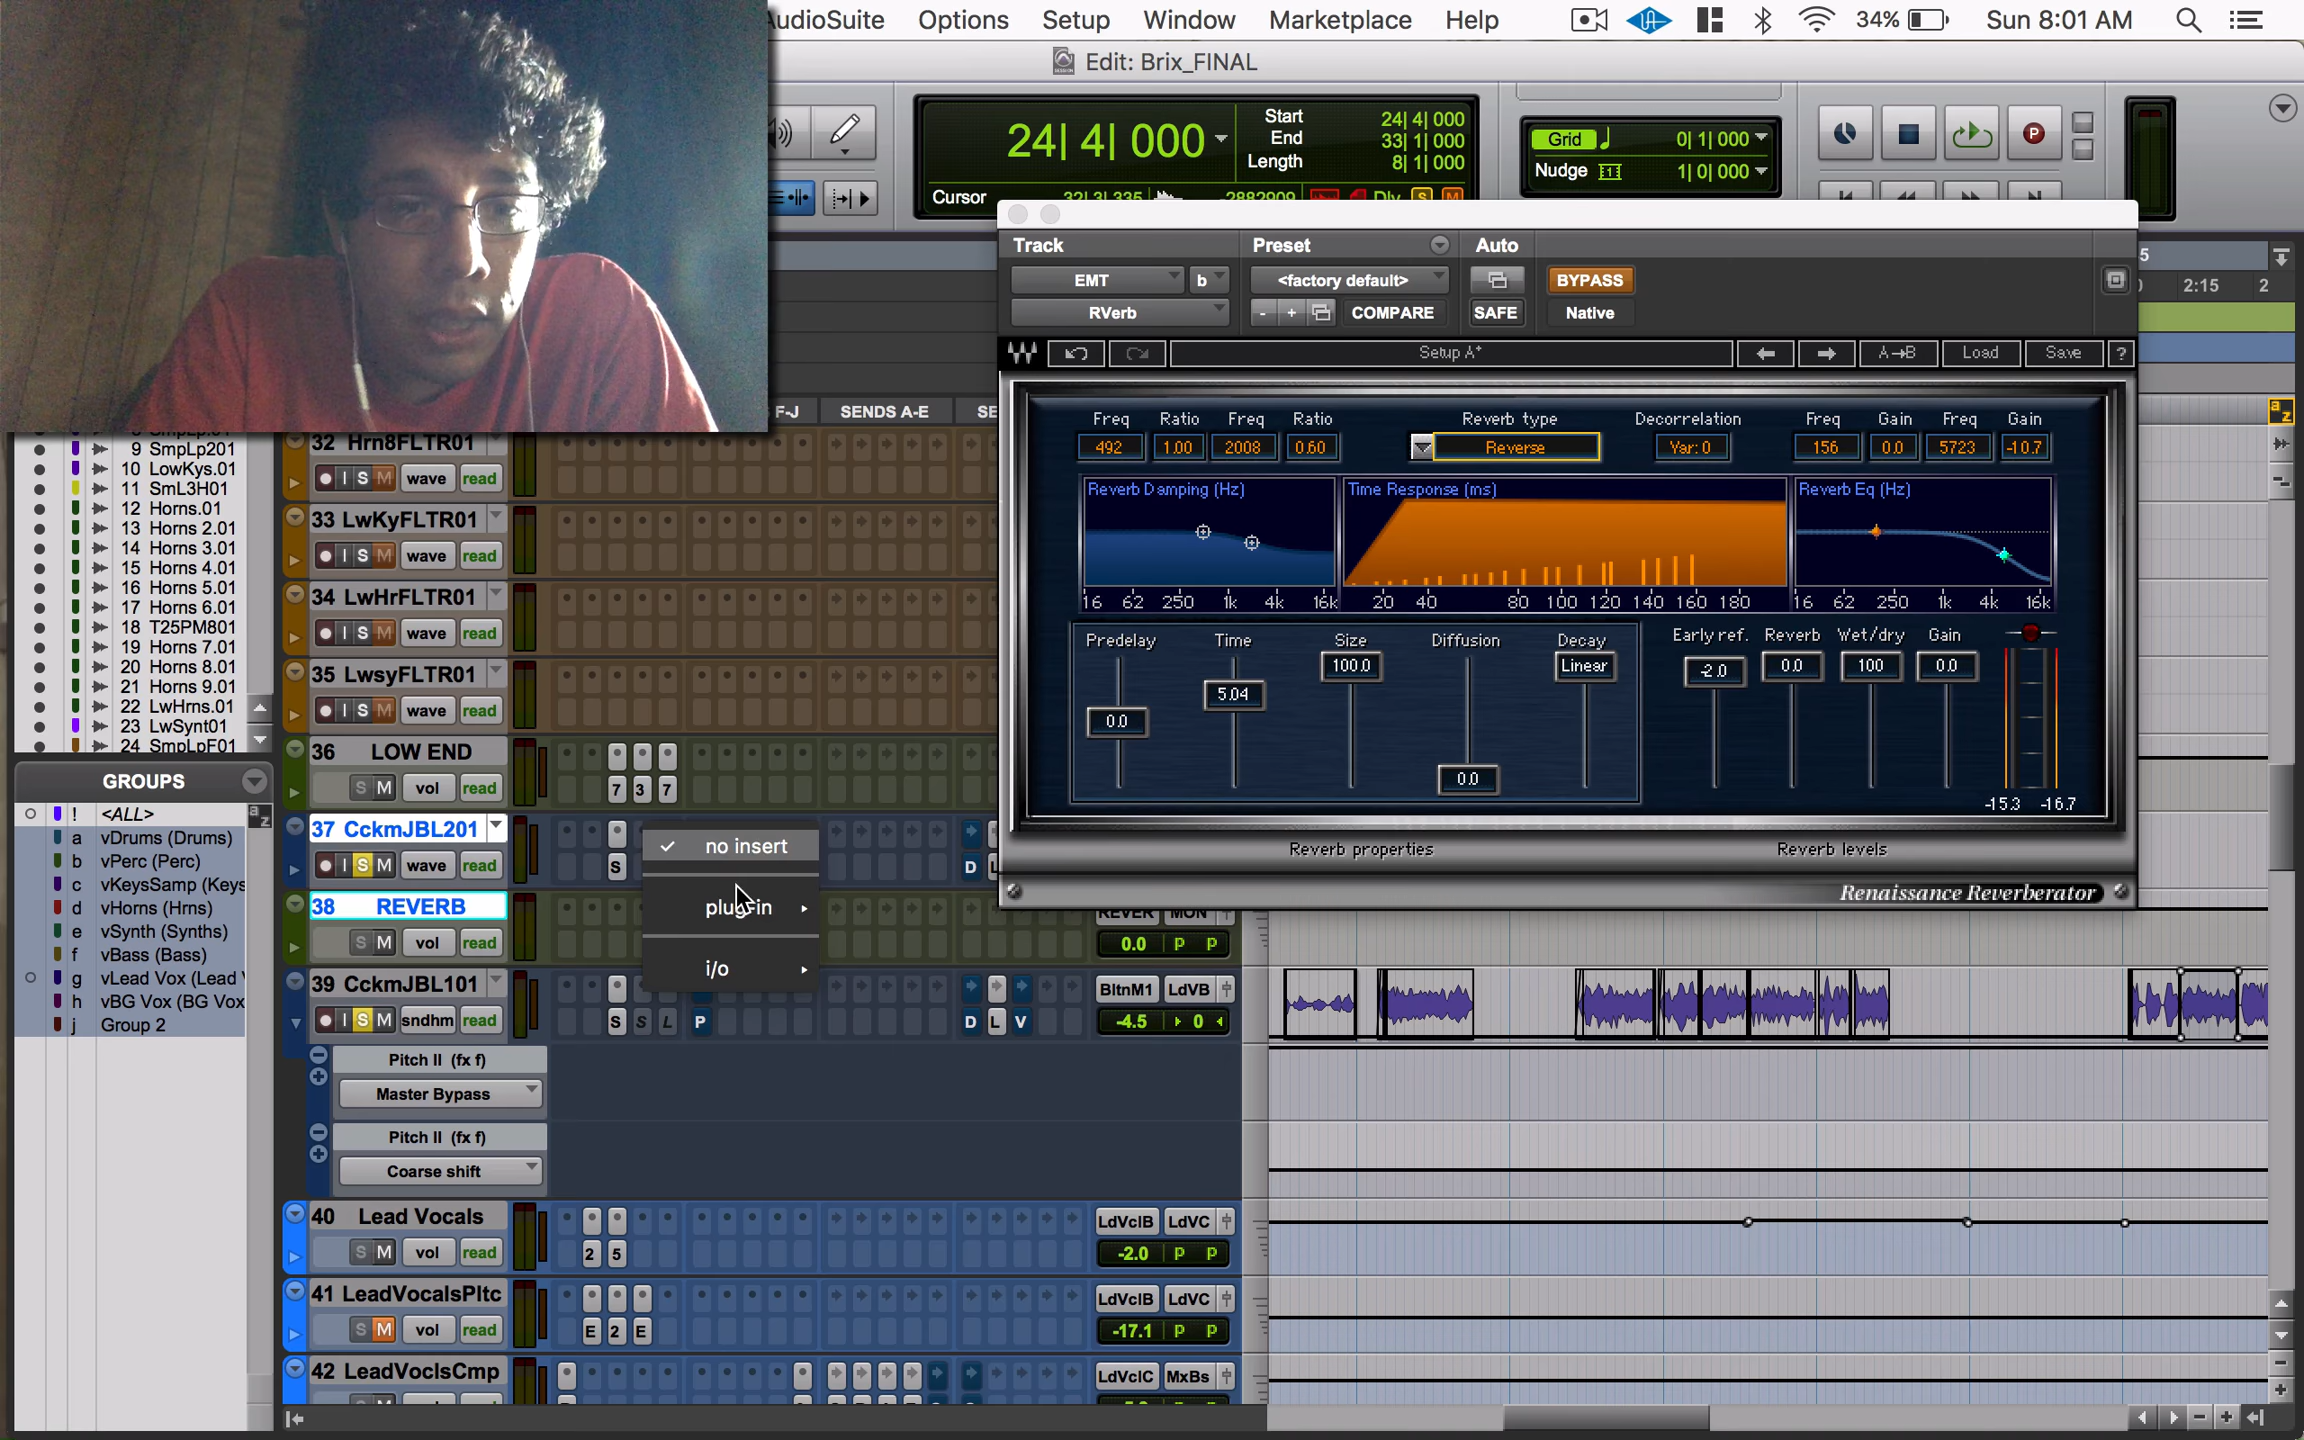 AudioSuite Options Setup Window Marketplace Help 34% Sun 8:01 AM
Edit: Brix_FINAL
24| 4| 000
Start 24| 4| 000
End 33| 1| 000
Length 8| 1| 000
Cursor 32| 3| 335 -2882909 Dly S M
Grid 0| 1| 000
Nudge 1| 0| 000
P
Track Preset Auto
EMT b <factory default> BYPASS
RVerb - + COMPARE SAFE Native
Setup A* A→B Load Save ?
5
2:15 2
Freq Ratio Freq Ratio Reverb type Decorrelation Freq Gain Freq Gain
492 1.00 2008 0.60 Reverse Var: 0 156 0.0 5723 -10.7
Reverb Damping (Hz) Time Response (ms) Reverb Eq (Hz)
16 62 250 1k 4k 16k 20 40 80 100 120 140 160 180 16 62 250 1k 4k 16k
Predelay Time Size Diffusion Decay Early ref. Reverb Wet/dry Gain
0.0 5.04 100.0 0.0 Linear -2.0 0.0 100 0.0
-15.3 -16.7
Reverb properties Reverb levels
Renaissance Reverberator
F-J SENDS A-E SE
9 SmpLp201
10 LowKys.01
11 SmL3H01
12 Horns.01
13 Horns 2.01
14 Horns 3.01
15 Horns 4.01
16 Horns 5.01
17 Horns 6.01
18 T25PM801
19 Horns 7.01
20 Horns 8.01
21 Horns 9.01
22 LwHrns.01
23 LwSynt01
24 SmpLpF01
GROUPS
! <ALL>
a vDrums (Drums)
b vPerc (Perc)
c vKeysSamp (Keys
d vHorns (Hrns)
e vSynth (Synths)
f vBass (Bass)
g vLead Vox (Lead V
h vBG Vox (BG Vox
j Group 2
a z
32 Hrn8FLTR01
I S M wave read
33 LwKyFLTR01
I S M wave read
34 LwHrFLTR01
I S M wave read
35 LwsyFLTR01
I S M wave read
36 LOW END
S M vol read 7 3 7
37 CckmJBL201
I S M wave read S D L
no insert
plug-in
i/o
38 REVERB REVER MON
S M vol read 0.0 P P
39 CckmJBL101 BltnM1 LdVB
I S M sndhm read S S L P D L V -4.5 0
Pitch II (fx f)
Master Bypass
Pitch II (fx f)
Coarse shift
40 Lead Vocals LdVclB LdVC
S M vol read 2 5 -2.0 P P
41 LeadVocalsPltc LdVclB LdVC
S M vol read E 2 E -17.1 P P
42 LeadVoclsCmp LdVclC MxBs
a z